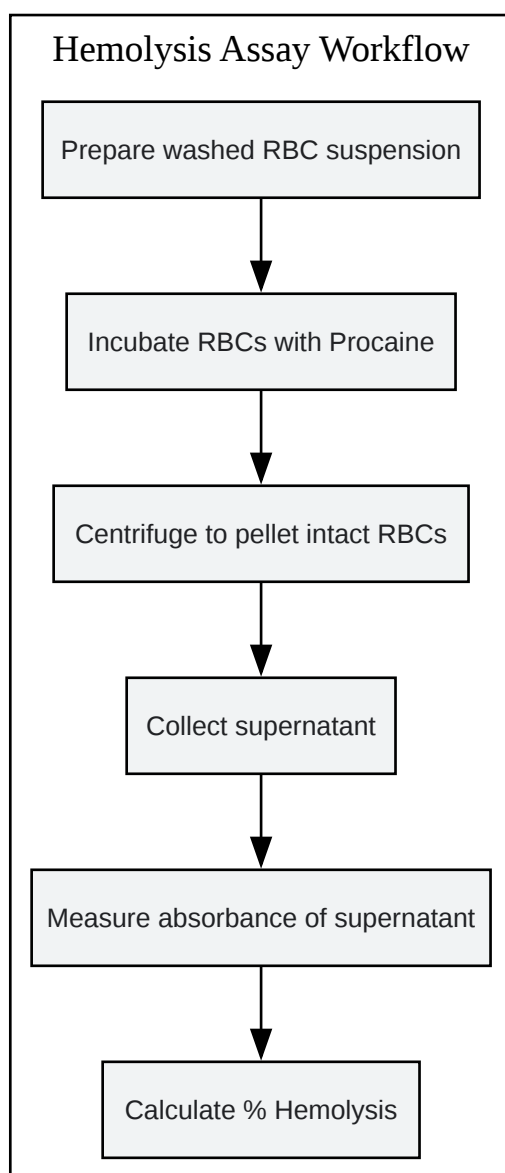 Hemolysis Assay Workflow
Prepare washed RBC suspension
Incubate RBCs with Procaine
Centrifuge to pellet intact RBCs
Collect supernatant
Measure absorbance of supernatant
Calculate % Hemolysis